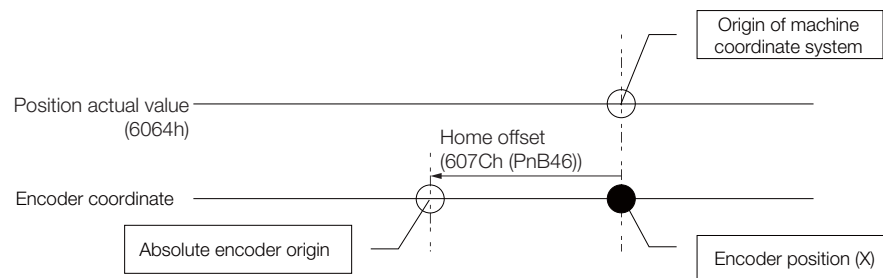 Origin of machine
coordinate system
Position actual value
(6064h)
Home offset
(607Ch (PnB46))
Encoder coordinate
Absolute encoder origin
Encoder position (X)